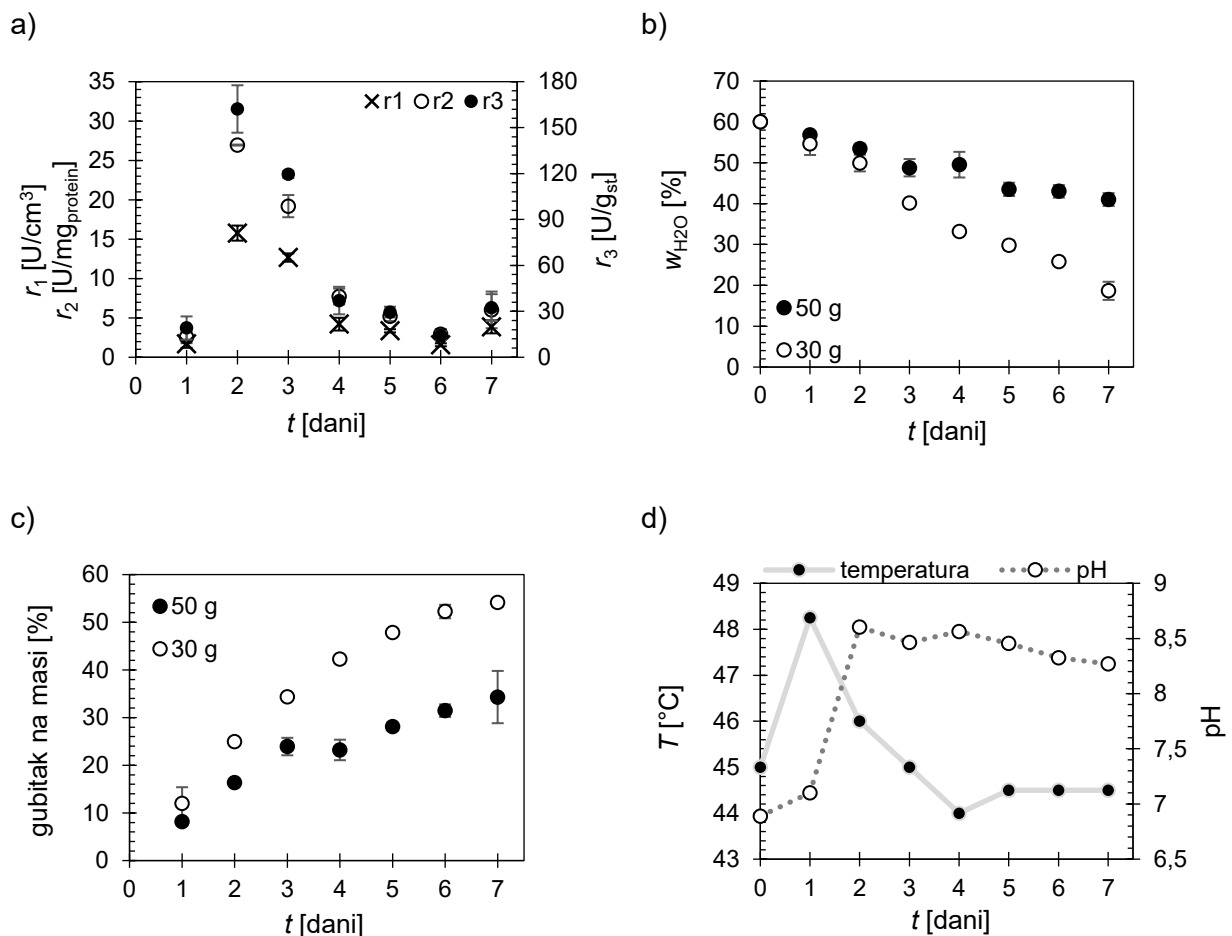 a)
35
30
25
20
15
10
5
0
180
150
120
90
60
30
0
r1 r2 r3
r₁ [U/cm³]
r₂ [U/mgprotein]
r₃ [U/gst]
0 1 2 3 4 5 6 7
t [dani]
b)
70
60
50
40
30
20
10
0
wH2O [%]
50 g
30 g
0 1 2 3 4 5 6 7
t [dani]
c)
60
50
40
30
20
10
0
gubitak na masi [%]
50 g
30 g
0 1 2 3 4 5 6 7
t [dani]
d)
temperatura pH
49
48
47
46
45
44
43
T [°C]
9
8,5
8
7,5
7
6,5
pH
0 1 2 3 4 5 6 7
t [dani]